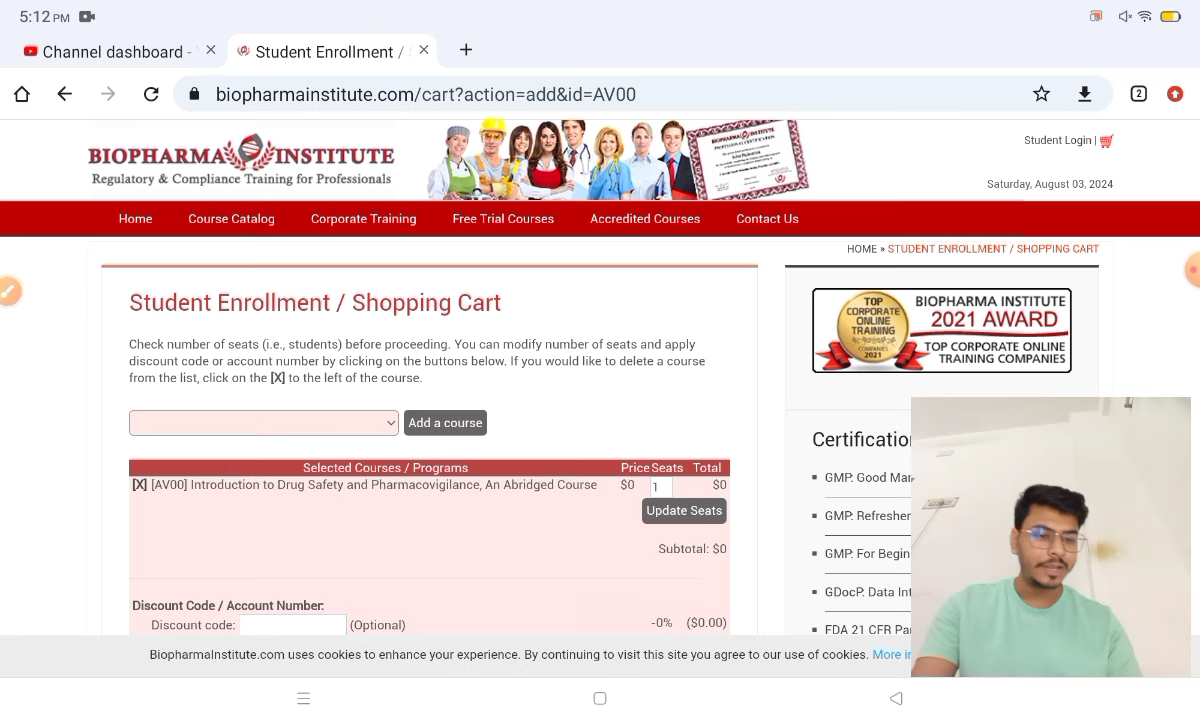 5:12 PM
Channel dashboard -
Student Enrollment /
biopharmainstitute.com/cart?action=add&id=AV00
2
BIOPHARMA INSTITUTE
Regulatory & Compliance Training for Professionals
Student Login |
Saturday, August 03, 2024
Home Course Catalog Corporate Training Free Trial Courses Accredited Courses Contact Us
HOME » STUDENT ENROLLMENT / SHOPPING CART
Student Enrollment / Shopping Cart
Check number of seats (i.e., students) before proceeding. You can modify number of seats and apply
discount code or account number by clicking on the buttons below. If you would like to delete a course
from the list, click on the [X] to the left of the course.
Add a course
Selected Courses / Programs Price Seats Total
[X] [AV00] Introduction to Drug Safety and Pharmacovigilance, An Abridged Course $0 1 $0
Update Seats
Subtotal: $0
Discount Code / Account Number:
Discount code: (Optional) -0% ($0.00)
TOP
CORPORATE
ONLINE
TRAINING
COMPANIES
2021
BIOPHARMA INSTITUTE
2021 AWARD
TOP CORPORATE ONLINE
TRAINING COMPANIES
Certificatio
GMP: Good Man
GMP: Refresher
GMP: For Begin
GDocP: Data Int
FDA 21 CFR Pa
BiopharmaInstitute.com uses cookies to enhance your experience. By continuing to visit this site you agree to our use of cookies. More in